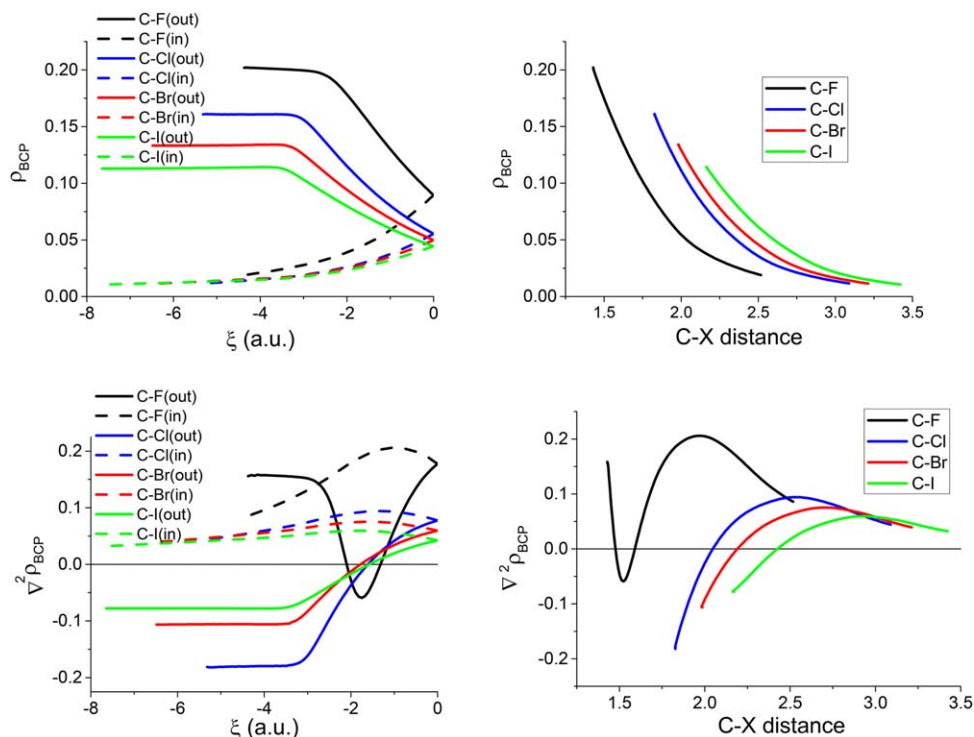 C-F(out)
C-F(in)
C-Cl(out)
C-Cl(in)
C-Br(out)
C-Br(in)
C-I(out)
C-I(in)
0.20
0.15
0.10
0.05
0.00
-8 -6 -4 -2 0
ρBCP
ξ (a.u.)
C-F
C-Cl
C-Br
C-I
0.20
0.15
0.10
0.05
0.00
1.5 2.0 2.5 3.0 3.5
ρBCP
C-X distance
C-F(out)
C-F(in)
C-Cl(out)
C-Cl(in)
C-Br(out)
C-Br(in)
C-I(out)
C-I(in)
0.2
0.1
0.0
-0.1
-0.2
-8 -6 -4 -2 0
∇2ρBCP
ξ (a.u.)
C-F
C-Cl
C-Br
C-I
0.2
0.1
0.0
-0.1
-0.2
1.5 2.0 2.5 3.0 3.5
∇2ρBCP
C-X distance